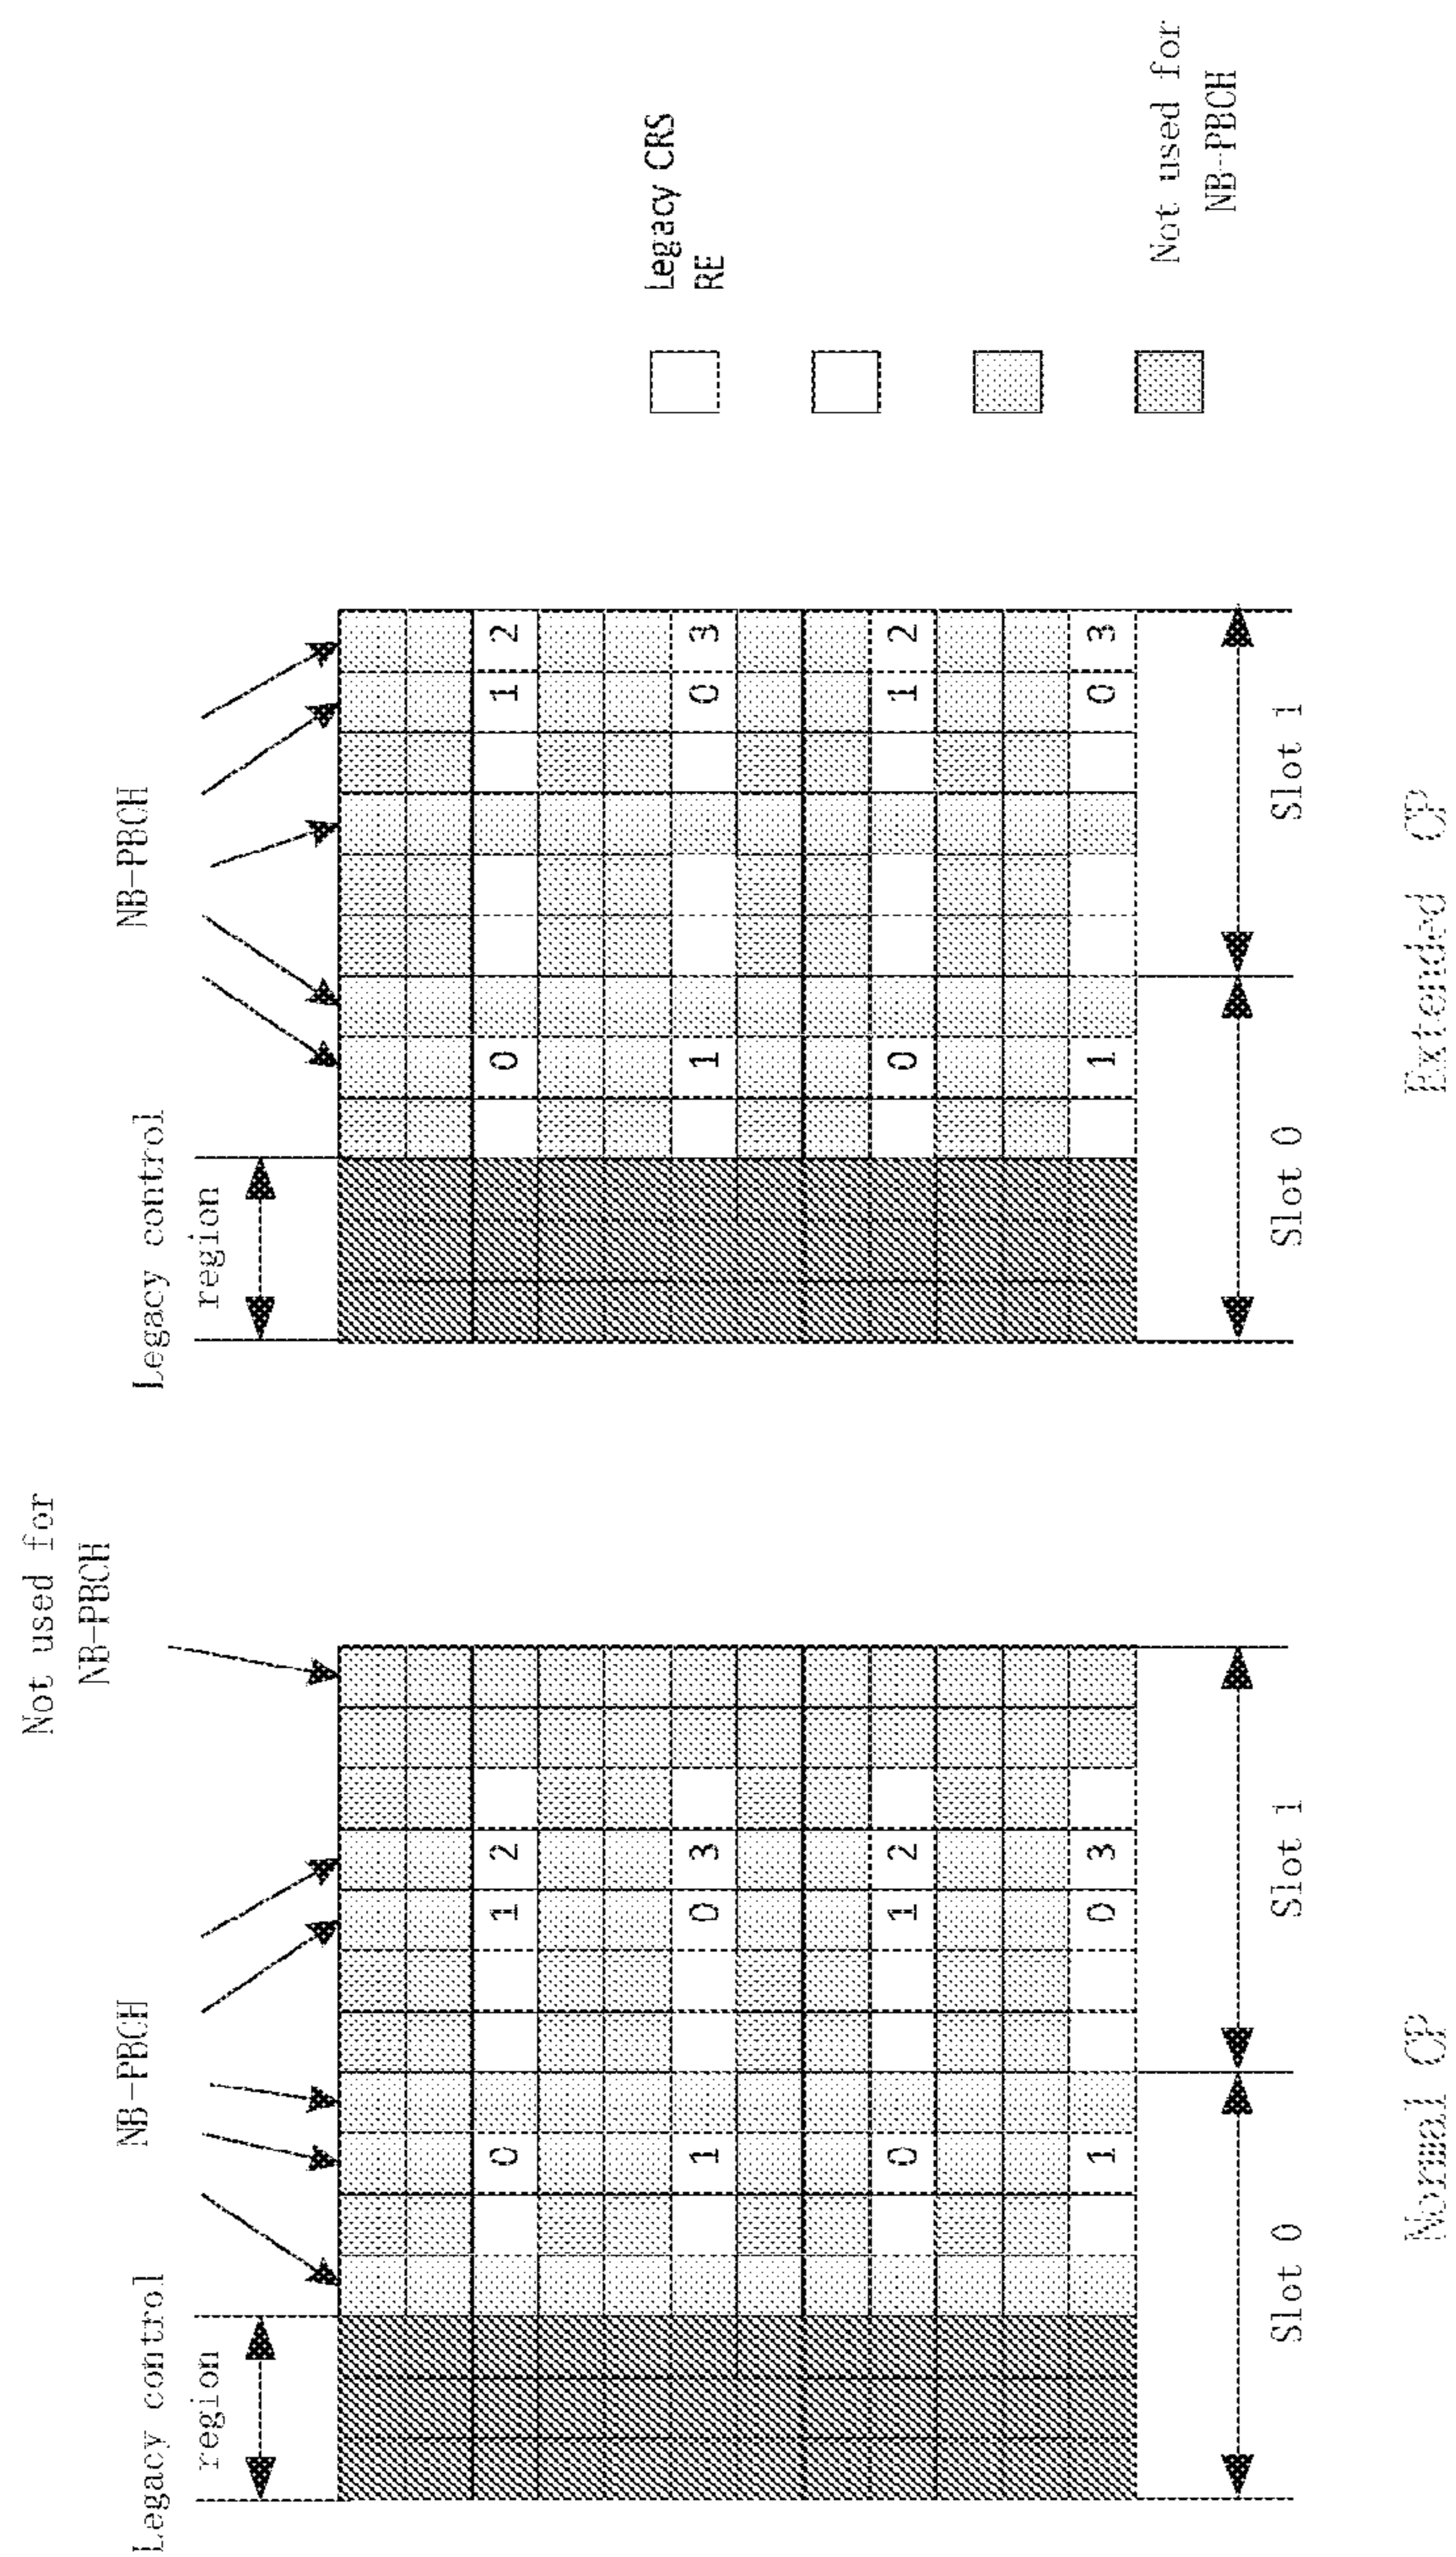 Legacy control
region
NB-PBCH
Not used for
NB-PBCH
0 1 2
1 0 3
0 1 2
1 0 3
Slot 0
Slot 1
Normal CP
Legacy control
region
NB-PBCH
0 1 2
1 0 3
0 1 2
1 0 3
Slot 0
Slot 1
Extended CP
Legacy CRS
RE
Not used for
NB-PBCH